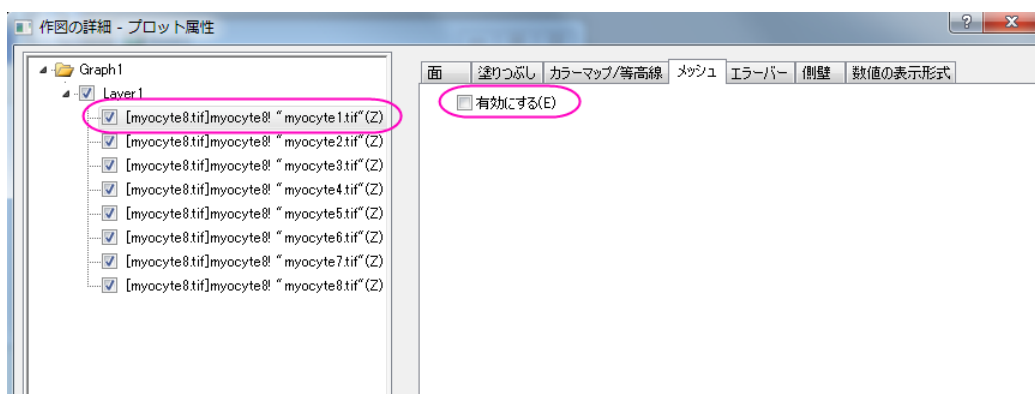 作図の詳細 - プロット属性
Graph1
Layer1
[myocyte8.tif]myocyte8! "myocyte1.tif"(Z)
[myocyte8.tif]myocyte8! "myocyte2.tif"(Z)
[myocyte8.tif]myocyte8! "myocyte3.tif"(Z)
[myocyte8.tif]myocyte8! "myocyte4.tif"(Z)
[myocyte8.tif]myocyte8! "myocyte5.tif"(Z)
[myocyte8.tif]myocyte8! "myocyte6.tif"(Z)
[myocyte8.tif]myocyte8! "myocyte7.tif"(Z)
[myocyte8.tif]myocyte8! "myocyte8.tif"(Z)
面 塗りつぶし カラーマップ/等高線 メッシュ エラーバー 側壁 数値の表示形式
有効にする(E)